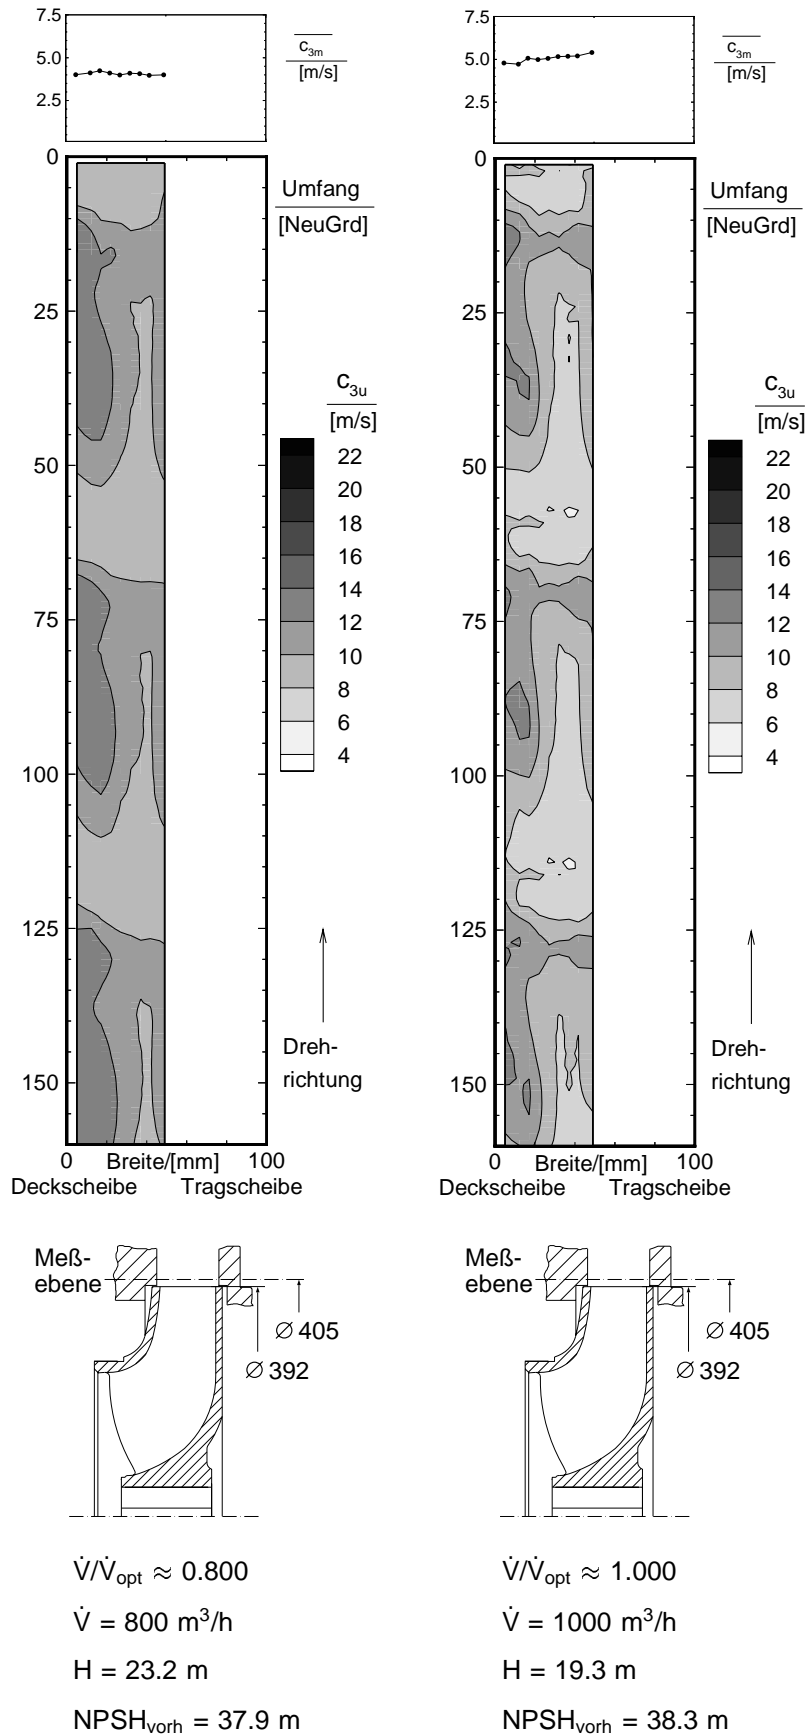 7.5
5.0
2.5
c3m
[m/s]
0
25
50
75
100
125
150
Umfang
[NeuGrd]
c3u
[m/s]
22
20
18
16
14
12
10
8
6
4
Dreh-
richtung
0 Breite/[mm] 100
Deckscheibe Tragscheibe
Meß-
ebene
∅ 405
∅ 392
V̇/V̇opt ≈ 0.800
V̇ = 800 m³/h
H = 23.2 m
NPSHvorh = 37.9 m
7.5
5.0
2.5
c3m
[m/s]
0
25
50
75
100
125
150
Umfang
[NeuGrd]
c3u
[m/s]
22
20
18
16
14
12
10
8
6
4
Dreh-
richtung
0 Breite/[mm] 100
Deckscheibe Tragscheibe
Meß-
ebene
∅ 405
∅ 392
V̇/V̇opt ≈ 1.000
V̇ = 1000 m³/h
H = 19.3 m
NPSHvorh = 38.3 m